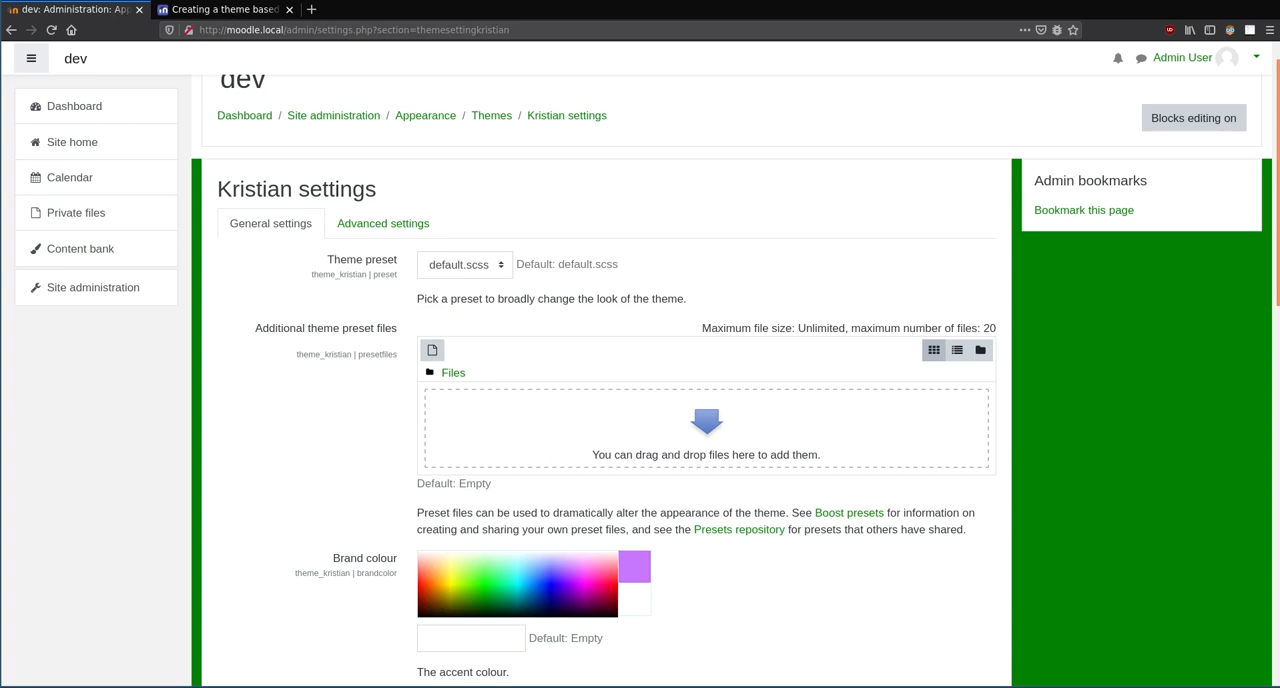 dev: Administration: App
Creating a theme based
http://moodle.local/admin/settings.php?section=themesettingkristian
dev
Admin User
dev
Dashboard / Site administration / Appearance / Themes / Kristian settings
Blocks editing on
Dashboard
Site home
Calendar
Private files
Content bank
Site administration
Kristian settings
General settings
Advanced settings
Theme preset
theme_kristian | preset
default.scss
Default: default.scss
Pick a preset to broadly change the look of the theme.
Additional theme preset files
theme_kristian | presetfiles
Maximum file size: Unlimited, maximum number of files: 20
Files
You can drag and drop files here to add them.
Default: Empty
Preset files can be used to dramatically alter the appearance of the theme. See Boost presets for information on
creating and sharing your own preset files, and see the Presets repository for presets that others have shared.
Brand colour
theme_kristian | brandcolor
Default: Empty
The accent colour.
Admin bookmarks
Bookmark this page